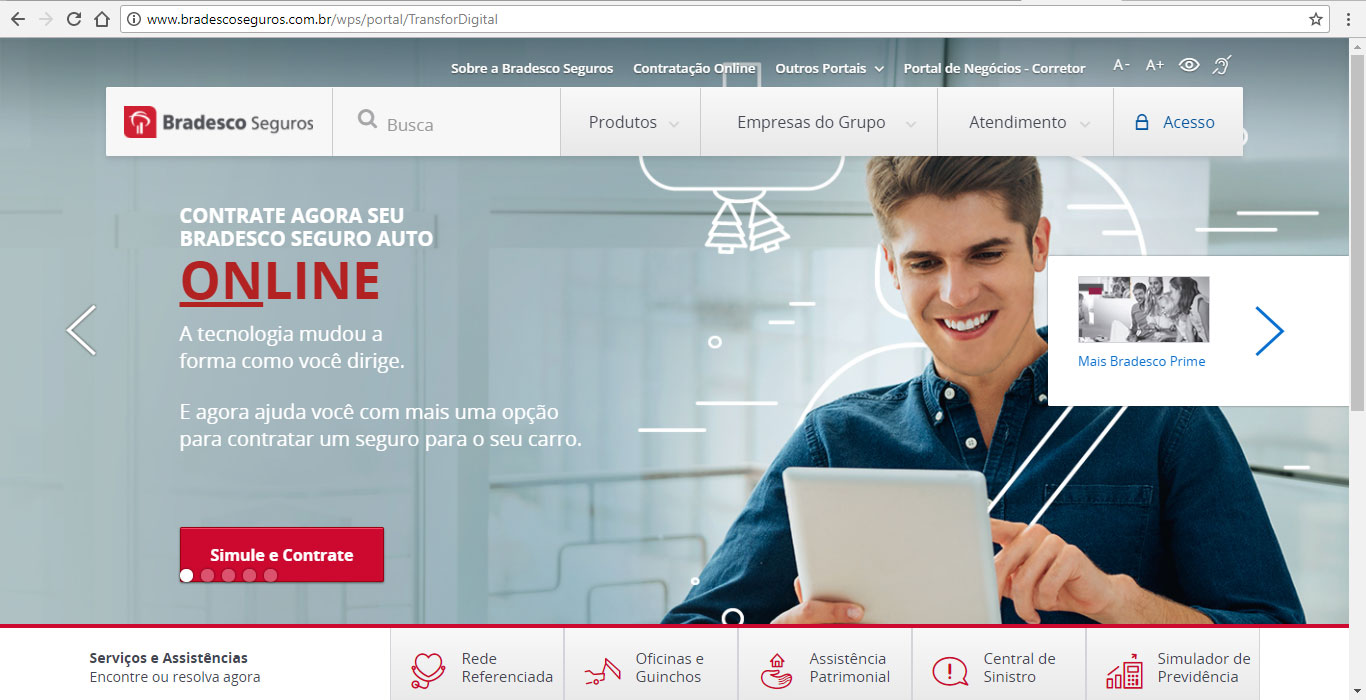 www.bradescoseguros.com.br/wps/portal/TransforDigital
Sobre a Bradesco Seguros
Contratação Online
Outros Portais
Portal de Negócios - Corretor
A-
A+
Bradesco Seguros
Busca
Produtos
Empresas do Grupo
Atendimento
Acesso
CONTRATE AGORA SEU
BRADESCO SEGURO AUTO
ONLINE
A tecnologia mudou a
forma como você dirige.
E agora ajuda você com mais uma opção
para contratar um seguro para o seu carro.
Simule e Contrate
Mais Bradesco Prime
Serviços e Assistências
Encontre ou resolva agora
Rede
Referenciada
Oficinas e
Guinchos
Assistência
Patrimonial
Central de
Sinistro
Simulador de
Previdência